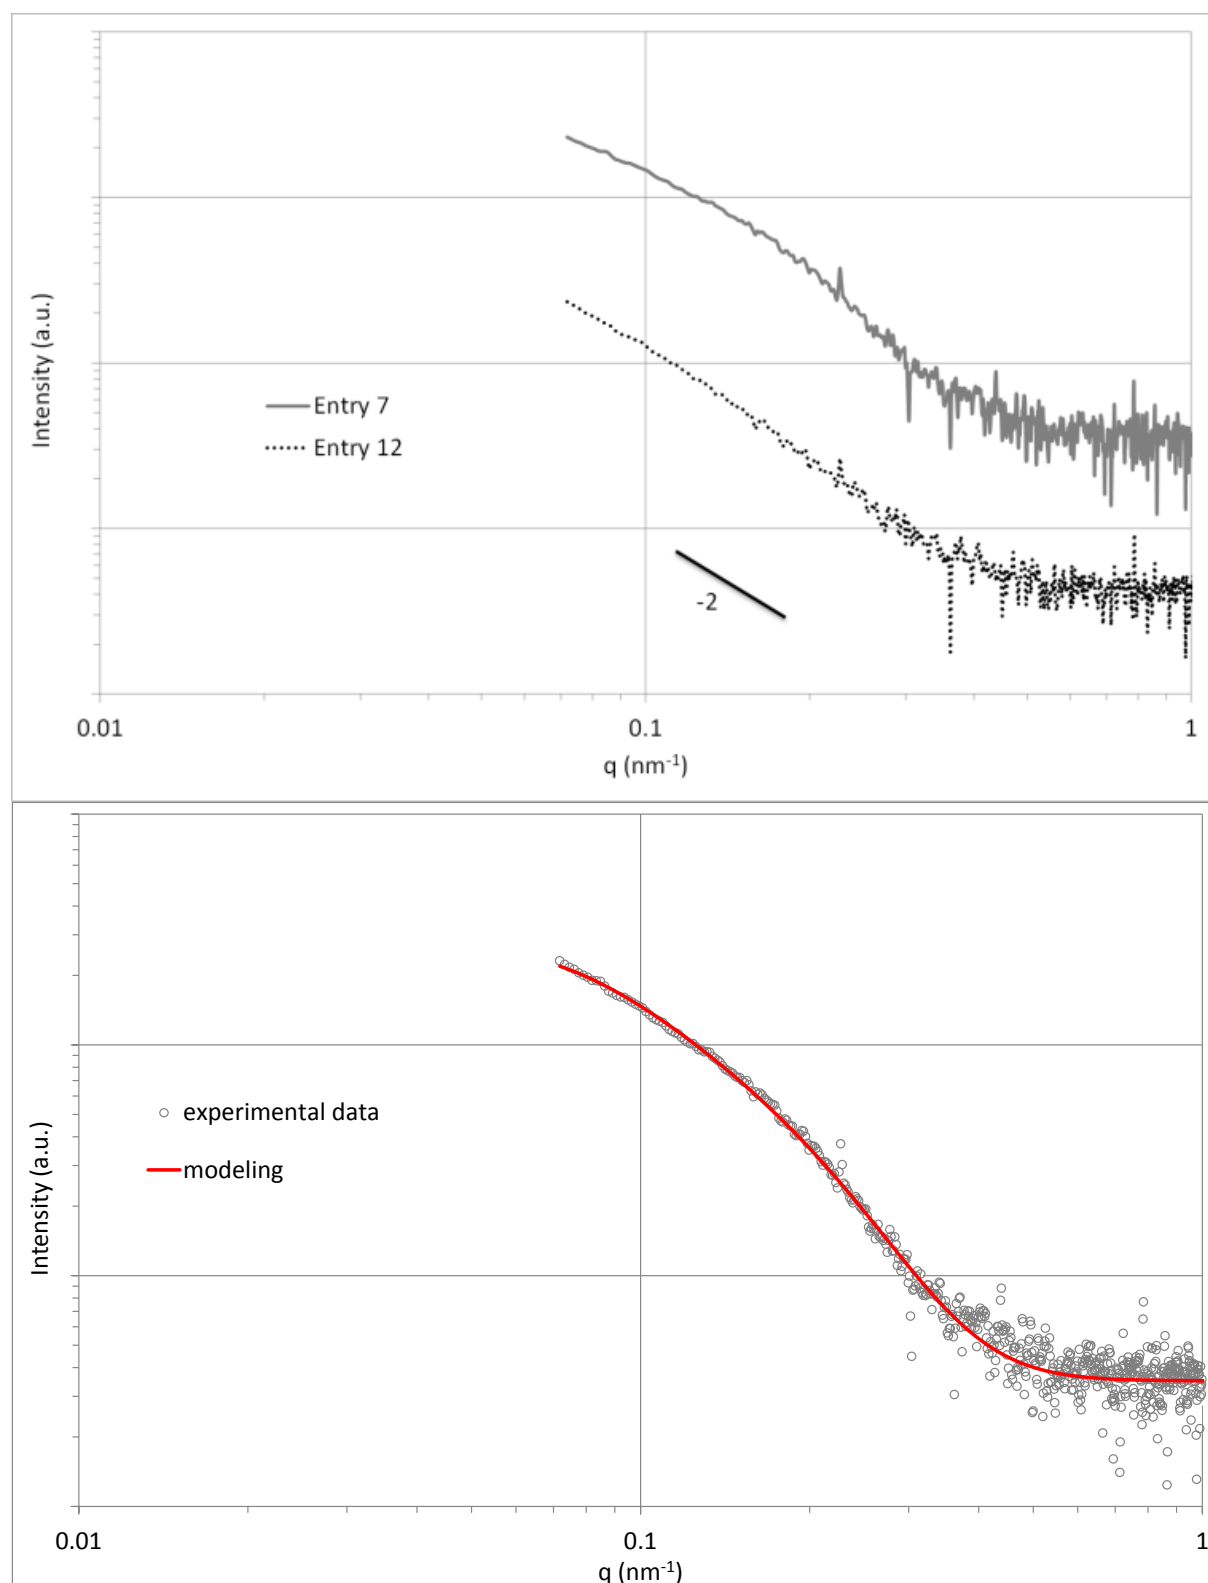 Intensity (a.u.)
Entry 7
Entry 12
-2
0.01 0.1 1
q (nm⁻¹)
Intensity (a.u.)
experimental data
modeling
0.01 0.1 1
q (nm⁻¹)